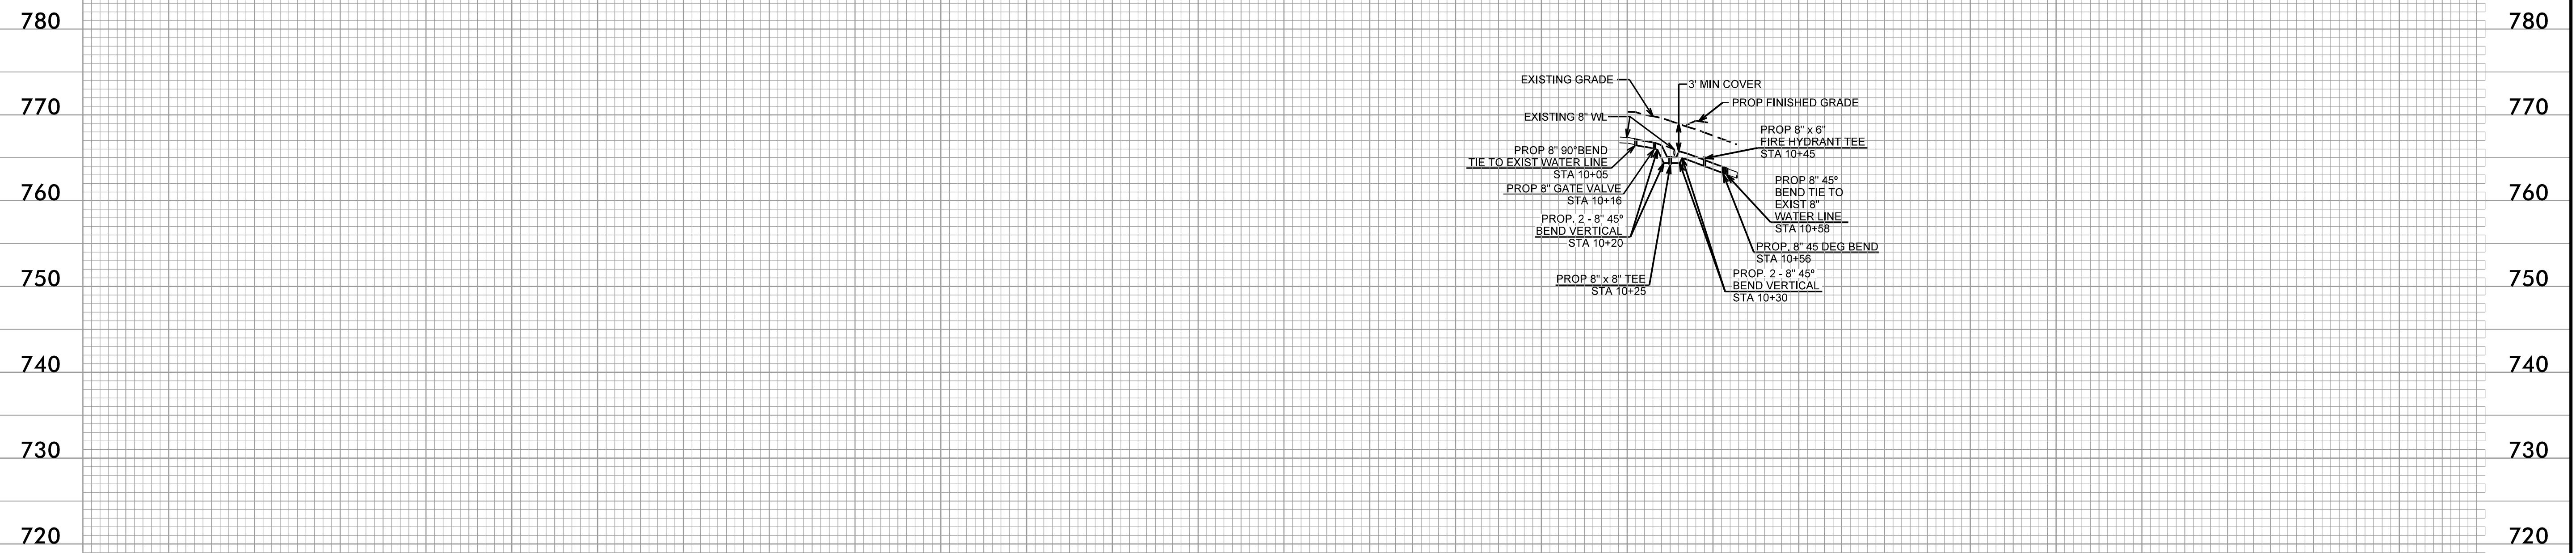 780
770
760
750
740
730
720
EXISTING GRADE
EXISTING 8" WL
PROP 8" 90°BEND
TIE TO EXIST WATER LINE
STA 10+05
PROP 8" GATE VALVE
STA 10+16
PROP. 2 - 8" 45°
BEND VERTICAL
STA 10+20
PROP 8" x 8" TEE
STA 10+25
3' MIN COVER
PROP FINISHED GRADE
PROP 8" x 6"
FIRE HYDRANT TEE
STA 10+45
PROP 8" 45°
BEND TIE TO
EXIST 8"
WATER LINE
STA 10+58
PROP. 8" 45 DEG BEND
STA 10+56
PROP. 2 - 8" 45°
BEND VERTICAL
STA 10+30
780
770
760
750
740
730
720